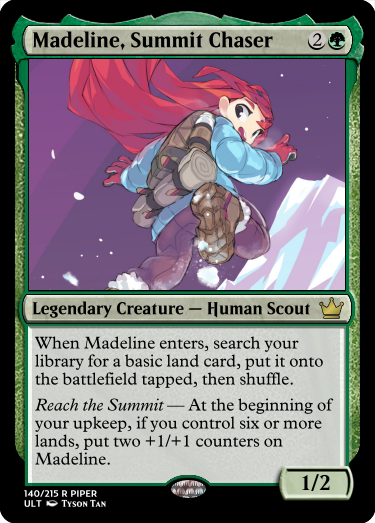 Madeline, Summit Chaser 2
Legendary Creature — Human Scout
When Madeline enters, search your
library for a basic land card, put it onto
the battlefield tapped, then shuffle.
Reach the Summit — At the beginning of
your upkeep, if you control six or more
lands, put two +1/+1 counters on
Madeline.
1/2
140/215 R PIPER
ULT Tyson Tan